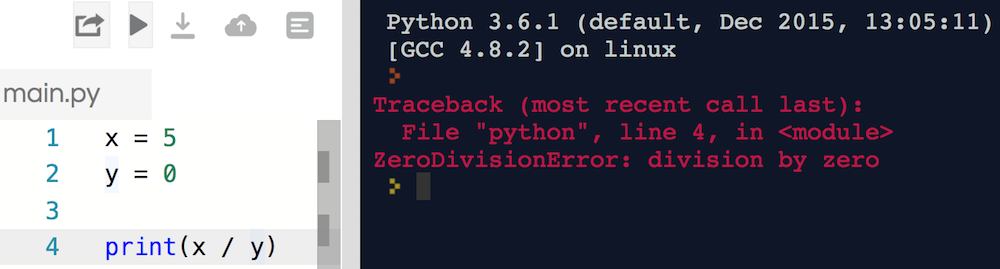 main.py
1 x = 5
2 y = 0
3
4 print(x / y)
Python 3.6.1 (default, Dec 2015, 13:05:11)
[GCC 4.8.2] on linux
Traceback (most recent call last):
  File "python", line 4, in <module>
ZeroDivisionError: division by zero